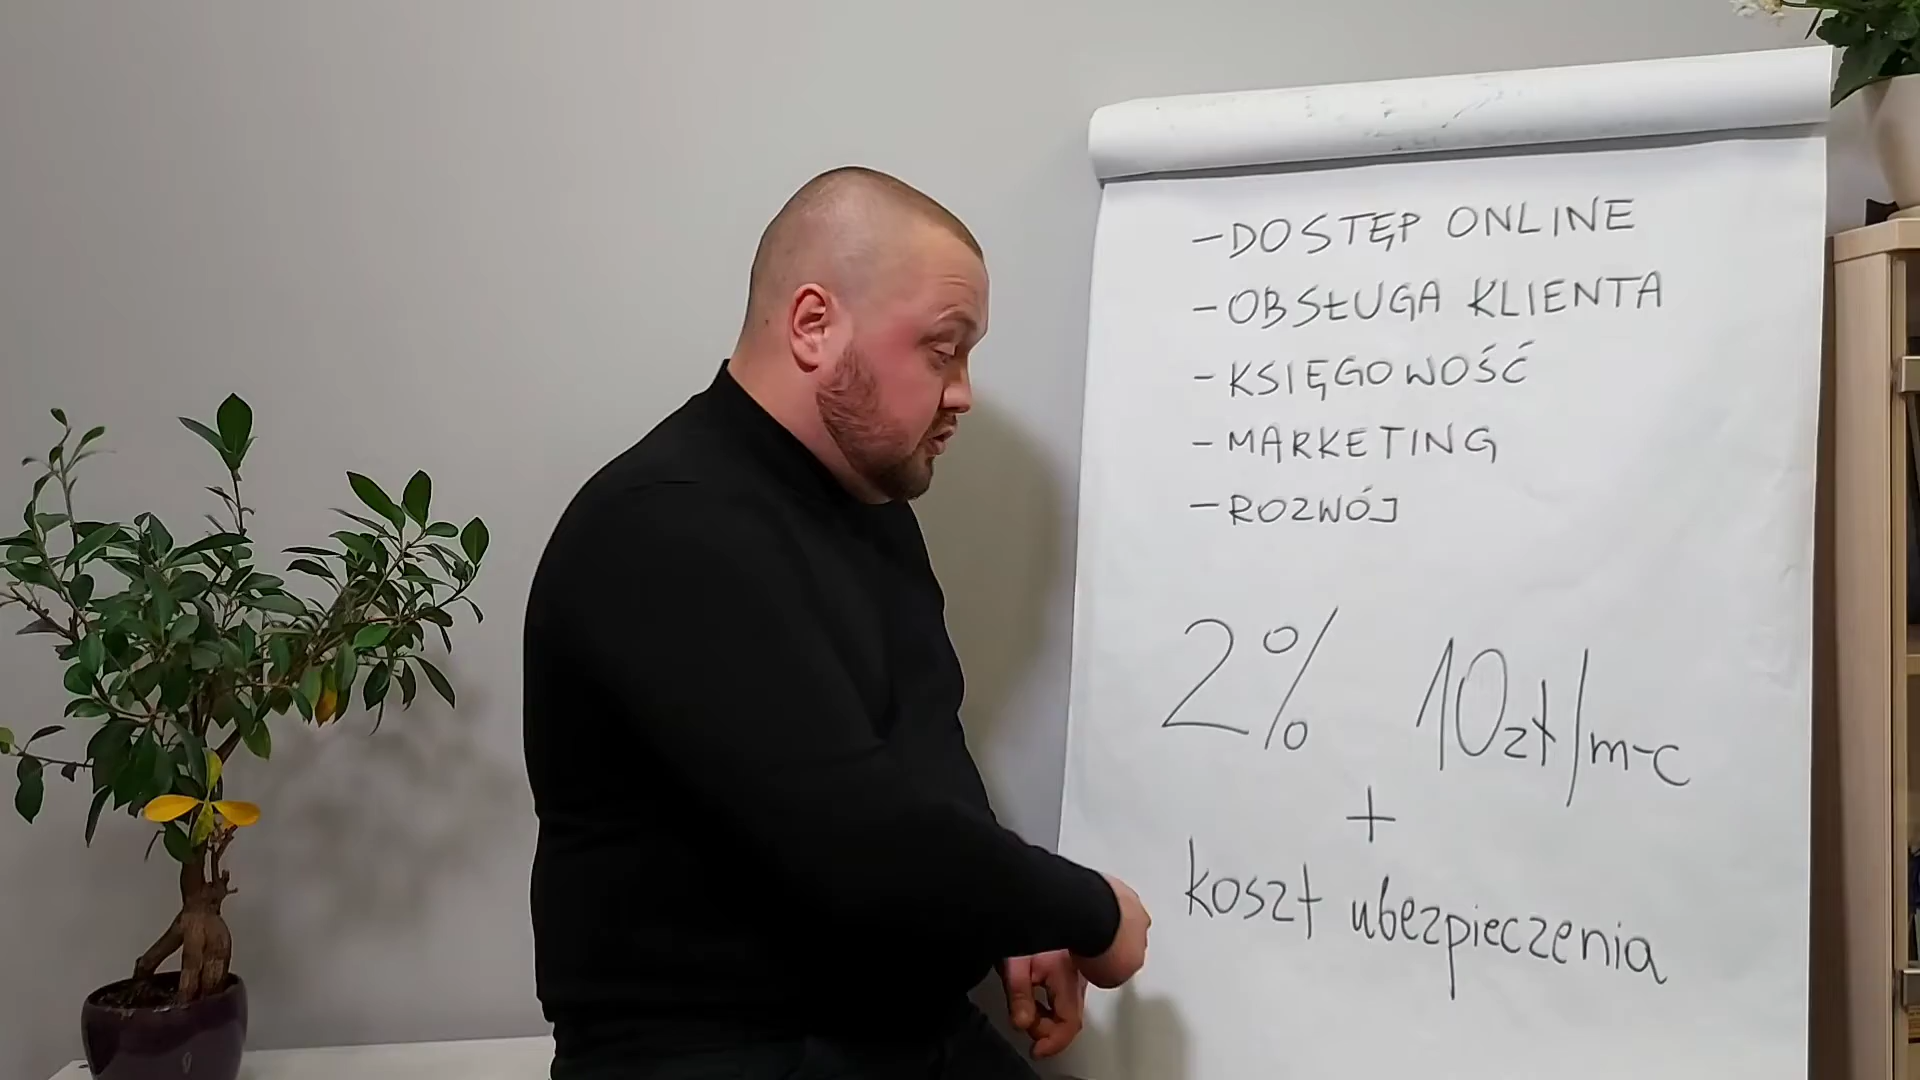 - DOSTĘP ONLINE
- OBSŁUGA KLIENTA
- KSIĘGOWOŚĆ
- MARKETING
- ROZWÓJ
2% 10zł/m-c
+
koszt ubezpieczenia